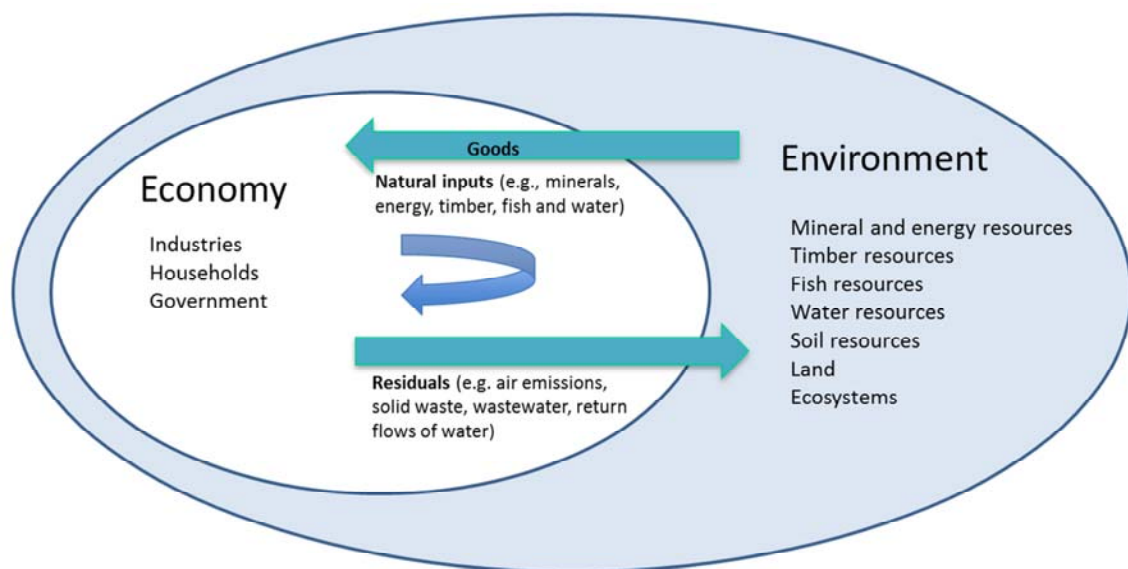 Goods
Environment
Economy
Natural inputs (e.g., minerals,
energy, timber, fish and water)
Industries
Households
Government
Mineral and energy resources
Timber resources
Fish resources
Water resources
Soil resources
Land
Ecosystems
Residuals (e.g. air emissions,
solid waste, wastewater, return
flows of water)